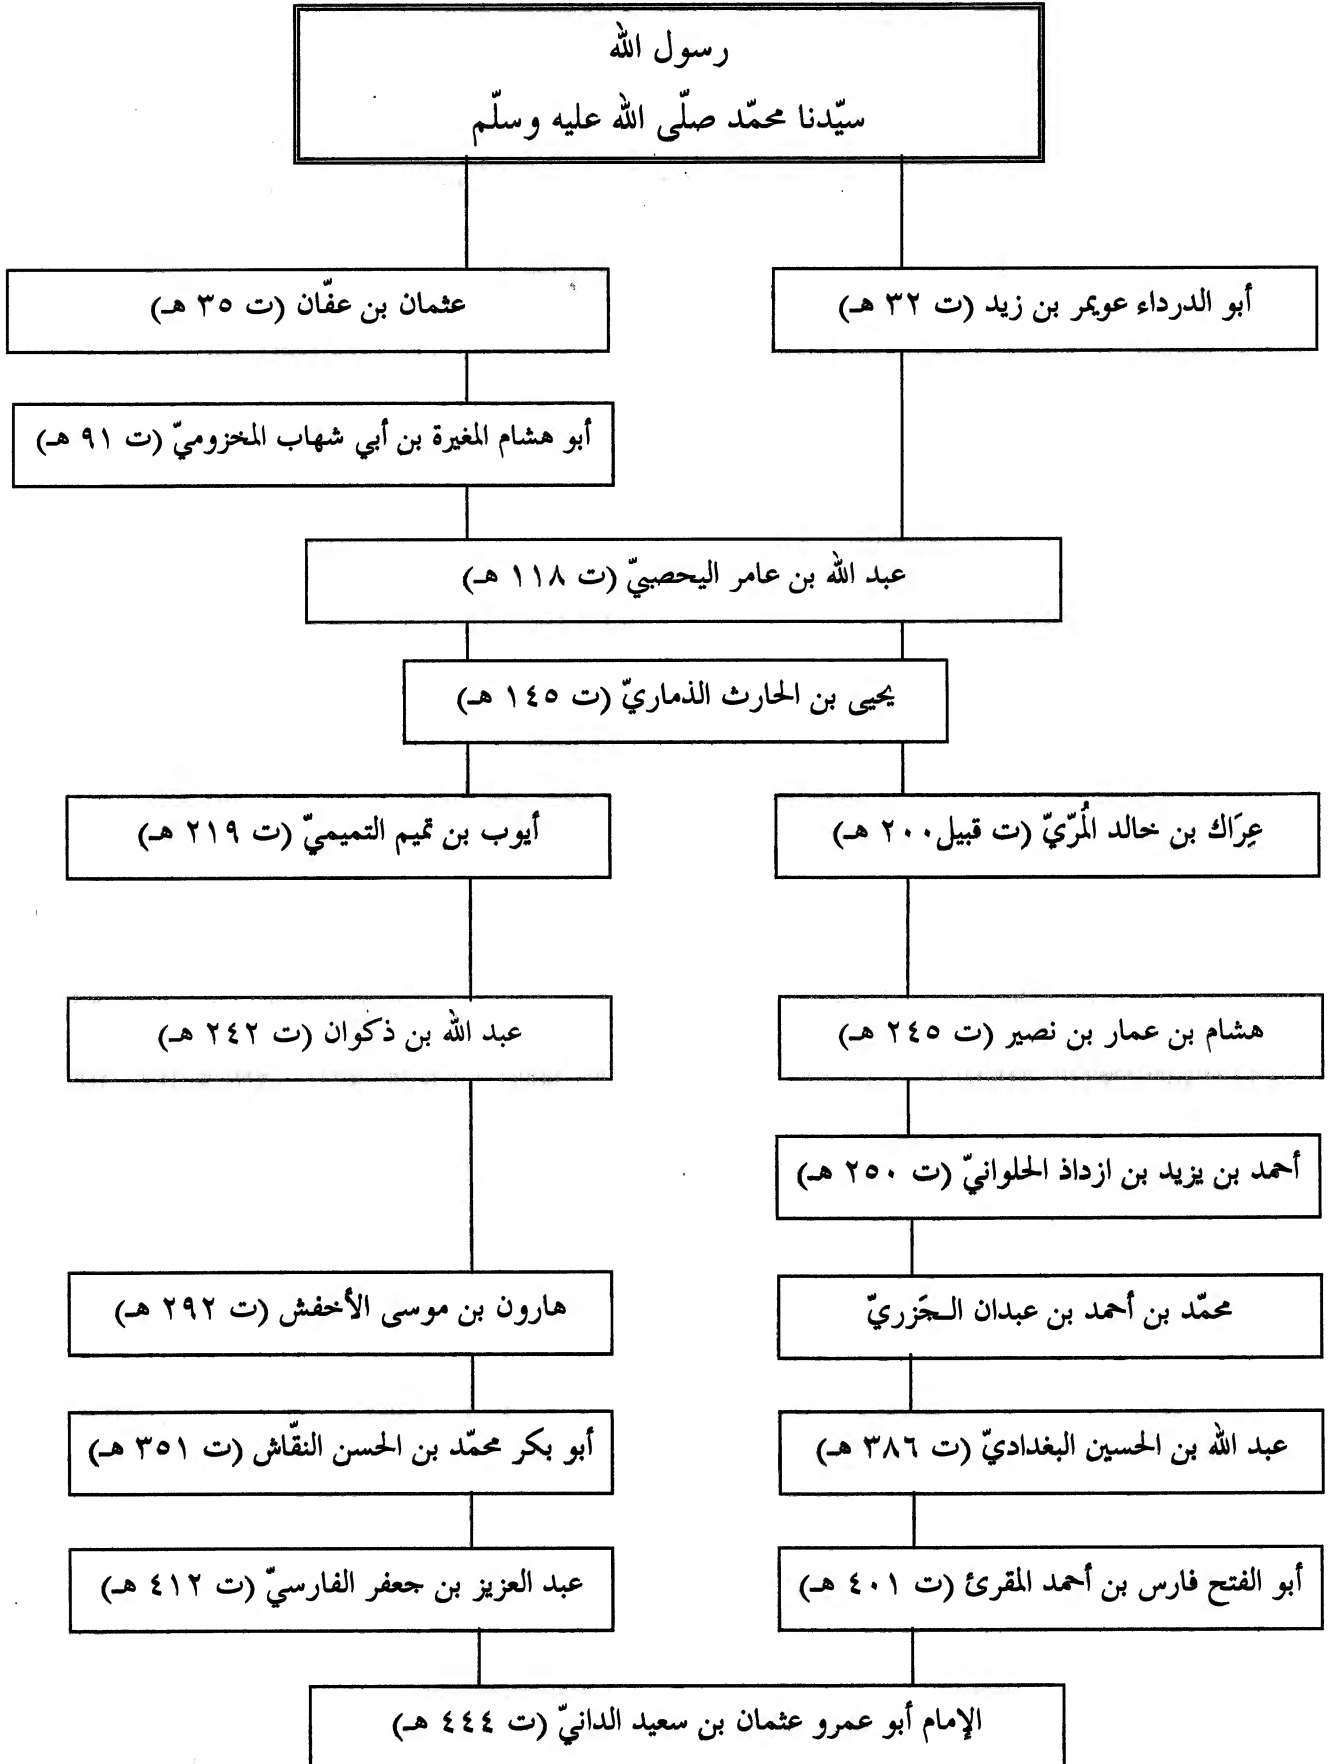 رسول الله
سيّدنا محمّد صلّى الله عليه وسلّم
أبو الدرداء عويمر بن زيد (ت ٣٢ هـ)
عثمان بن عفّان (ت ٣٥ هـ)
أبو هشام المغيرة بن أبي شهاب المخزوميّ (ت ٩١ هـ)
عبد الله بن عامر اليحصبيّ (ت ١١٨ هـ)
يحيى بن الحارث الذماريّ (ت ١٤٥ هـ)
عِرَاك بن خالد المُرّيّ (ت قبيل٢٠٠ هـ)
أيوب بن تميم التميميّ (ت ٢١٩ هـ)
هشام بن عمار بن نصير (ت ٢٤٥ هـ)
عبد الله بن ذكوان (ت ٢٤٢ هـ)
أحمد بن يزيد بن ازداذ الحلوانيّ (ت ٢٥٠ هـ)
محمّد بن أحمد بن عبدان الـجَزريّ
هارون بن موسى الأخفش (ت ٢٩٢ هـ)
عبد الله بن الحسين البغداديّ (ت ٣٨٦ هـ)
أبو بكر محمّد بن الحسن النقّاش (ت ٣٥١ هـ)
أبو الفتح فارس بن أحمد المقرئ (ت ٤٠١ هـ)
عبد العزيز بن جعفر الفارسيّ (ت ٤١٢ هـ)
الإمام أبو عمرو عثمان بن سعيد الدانيّ (ت ٤٤٤ هـ)